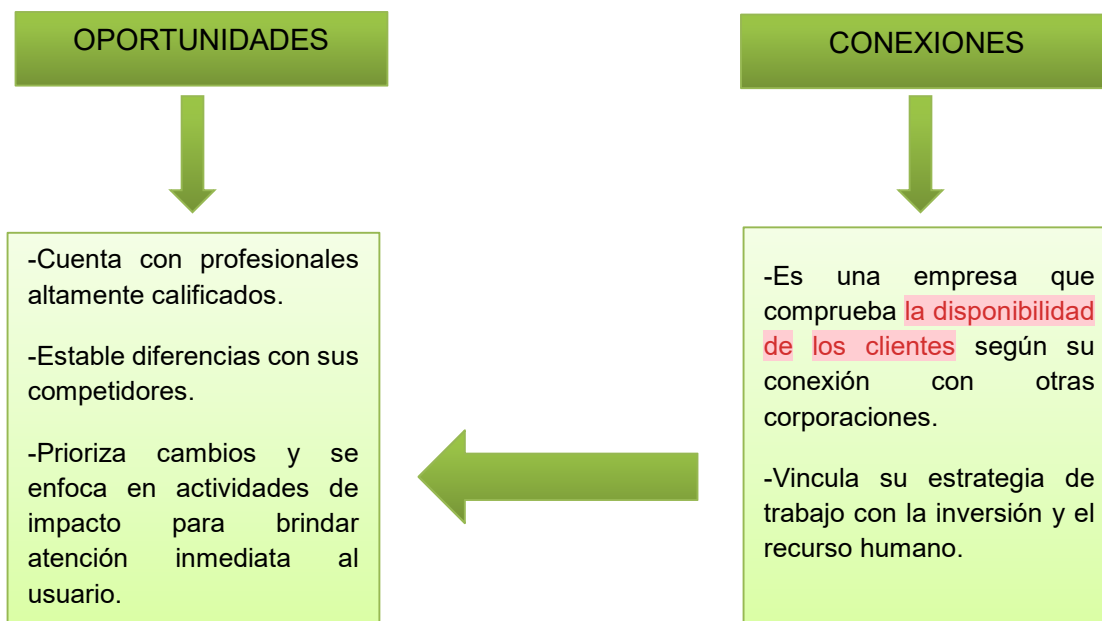 OPORTUNIDADES
-Cuenta con profesionales
altamente calificados.
-Estable diferencias con sus
competidores.
-Prioriza cambios y se
enfoca en actividades de
impacto para brindar
atención inmediata al
usuario.
CONEXIONES
-Es una empresa que
comprueba la disponibilidad
de los clientes según su
conexión con otras
corporaciones.
-Vincula su estrategia de
trabajo con la inversión y el
recurso humano.